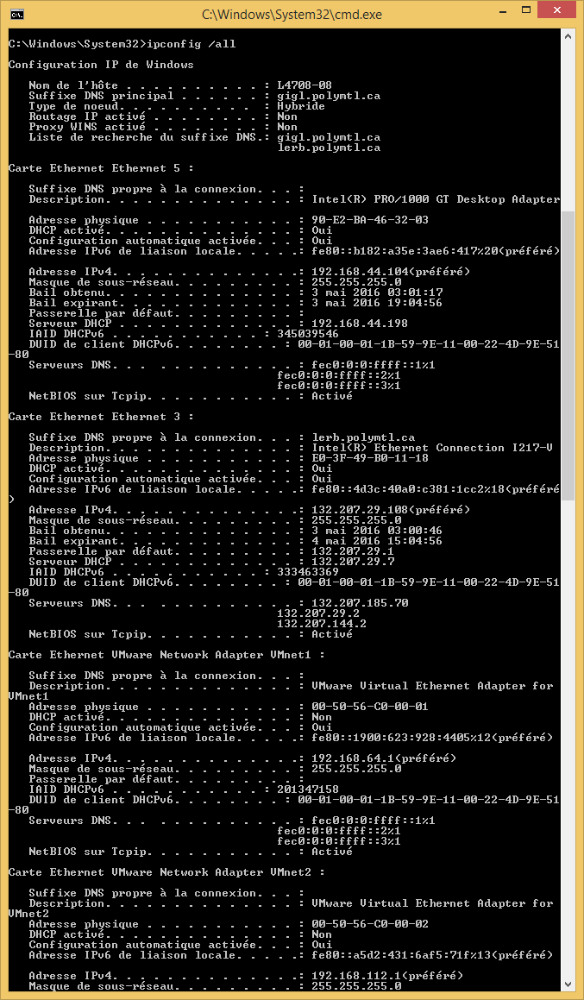 C:\Windows\System32\cmd.exe
C:\Windows\System32>ipconfig /all
Configuration IP de Windows
Nom de l'hôte . . . . . . . . . . : L4708-08
Suffixe DNS principal . . . . . . : gigl.polymtl.ca
Type de noeud. . . . . . . . . .  : Hybride
Routage IP activé . . . . . . . . : Non
Proxy WINS activé . . . . . . . . : Non
Liste de recherche du suffixe DNS.: gigl.polymtl.ca
lerb.polymtl.ca
Carte Ethernet Ethernet 5 :
Suffixe DNS propre à la connexion. . . :
Description. . . . . . . . . . . . . . : Intel(R) PRO/1000 GT Desktop Adapter
Adresse physique . . . . . . . . . . . : 90-E2-BA-46-32-03
DHCP activé. . . . . . . . . . . . . . : Oui
Configuration automatique activée. . . : Oui
Adresse IPv6 de liaison locale. . . . .: fe80::b182:a35e:3ae6:417%20(préféré)
Adresse IPv4. . . . . . . . . . . . . .: 192.168.44.104(préféré)
Masque de sous-réseau. . . . . . . . . : 255.255.255.0
Bail obtenu. . . . . . . . . . . . . . : 3 mai 2016 03:01:17
Bail expirant. . . . . . . . . . . . . : 3 mai 2016 19:04:56
Passerelle par défaut. . . . . . . . . :
Serveur DHCP . . . . . . . . . . . . . : 192.168.44.198
IAID DHCPv6 . . . . . . . . . . . : 345039546
DUID de client DHCPv6. . . . . . . . : 00-01-00-01-1B-59-9E-11-00-22-4D-9E-51
-80
Serveurs DNS. . .  . . . . . . . . . . : fec0:0:0:ffff::1%1
fec0:0:0:ffff::2%1
fec0:0:0:ffff::3%1
NetBIOS sur Tcpip. . . . . . . . . . . : Activé
Carte Ethernet Ethernet 3 :
Suffixe DNS propre à la connexion. . . : lerb.polymtl.ca
Description. . . . . . . . . . . . . . : Intel(R) Ethernet Connection I217-V
Adresse physique . . . . . . . . . . . : E0-3F-49-B0-11-18
DHCP activé. . . . . . . . . . . . . . : Oui
Configuration automatique activée. . . : Oui
Adresse IPv6 de liaison locale. . . . .: fe80::4d3c:40a0:c381:1cc2%18(préféré
)
Adresse IPv4. . . . . . . . . . . . . .: 132.207.29.108(préféré)
Masque de sous-réseau. . . . . . . . . : 255.255.255.0
Bail obtenu. . . . . . . . . . . . . . : 3 mai 2016 03:00:46
Bail expirant. . . . . . . . . . . . . : 4 mai 2016 15:04:56
Passerelle par défaut. . . . . . . . . : 132.207.29.1
Serveur DHCP . . . . . . . . . . . . . : 132.207.29.7
IAID DHCPv6 . . . . . . . . . . . : 333463369
DUID de client DHCPv6. . . . . . . . : 00-01-00-01-1B-59-9E-11-00-22-4D-9E-51
-80
Serveurs DNS. . .  . . . . . . . . . . : 132.207.185.70
132.207.29.2
132.207.144.2
NetBIOS sur Tcpip. . . . . . . . . . . : Activé
Carte Ethernet VMware Network Adapter VMnet1 :
Suffixe DNS propre à la connexion. . . :
Description. . . . . . . . . . . . . . : VMware Virtual Ethernet Adapter for
VMnet1
Adresse physique . . . . . . . . . . . : 00-50-56-C0-00-01
DHCP activé. . . . . . . . . . . . . . : Non
Configuration automatique activée. . . : Oui
Adresse IPv6 de liaison locale. . . . .: fe80::1900:623:928:4405%12(préféré)
Adresse IPv4. . . . . . . . . . . . . .: 192.168.64.1(préféré)
Masque de sous-réseau. . . . . . . . . : 255.255.255.0
Passerelle par défaut. . . . . . . . . :
IAID DHCPv6 . . . . . . . . . . . : 201347158
DUID de client DHCPv6. . . . . . . . : 00-01-00-01-1B-59-9E-11-00-22-4D-9E-51
-80
Serveurs DNS. . .  . . . . . . . . . . : fec0:0:0:ffff::1%1
fec0:0:0:ffff::2%1
fec0:0:0:ffff::3%1
NetBIOS sur Tcpip. . . . . . . . . . . : Activé
Carte Ethernet VMware Network Adapter VMnet2 :
Suffixe DNS propre à la connexion. . . :
Description. . . . . . . . . . . . . . : VMware Virtual Ethernet Adapter for
VMnet2
Adresse physique . . . . . . . . . . . : 00-50-56-C0-00-02
DHCP activé. . . . . . . . . . . . . . : Non
Configuration automatique activée. . . : Oui
Adresse IPv6 de liaison locale. . . . .: fe80::a5d2:431:6af5:71f%13(préféré)
Adresse IPv4. . . . . . . . . . . . . .: 192.168.112.1(préféré)
Masque de sous-réseau. . . . . . . . . : 255.255.255.0